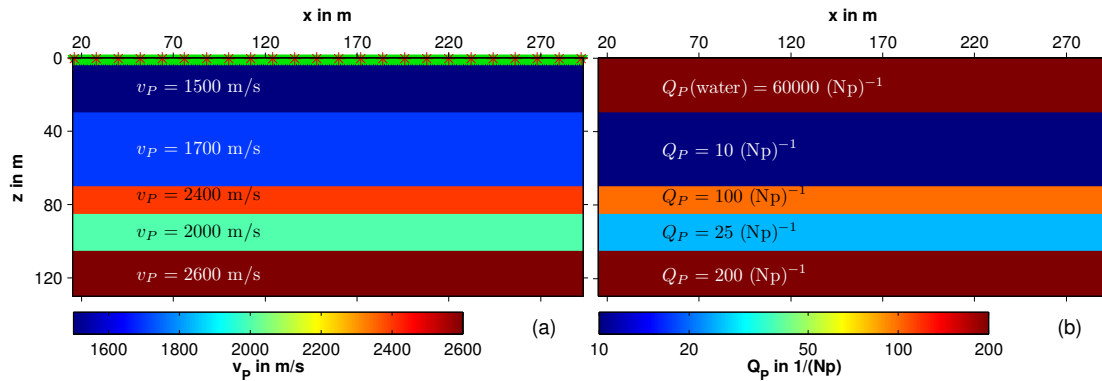 x in m
x in m
20 70 120 170 220 270
20 70 120 170 220 270
z in m
0
40
80
120
v_P = 1500 m/s
v_P = 1700 m/s
v_P = 2400 m/s
v_P = 2000 m/s
v_P = 2600 m/s
Q_P(water) = 60000 (Np)^{-1}
Q_P = 10 (Np)^{-1}
Q_P = 100 (Np)^{-1}
Q_P = 25 (Np)^{-1}
Q_P = 200 (Np)^{-1}
1600 1800 2000 2200 2400 2600
v_P in m/s
(a)
10 20 50 100 200
Q_P in 1/(Np)
(b)